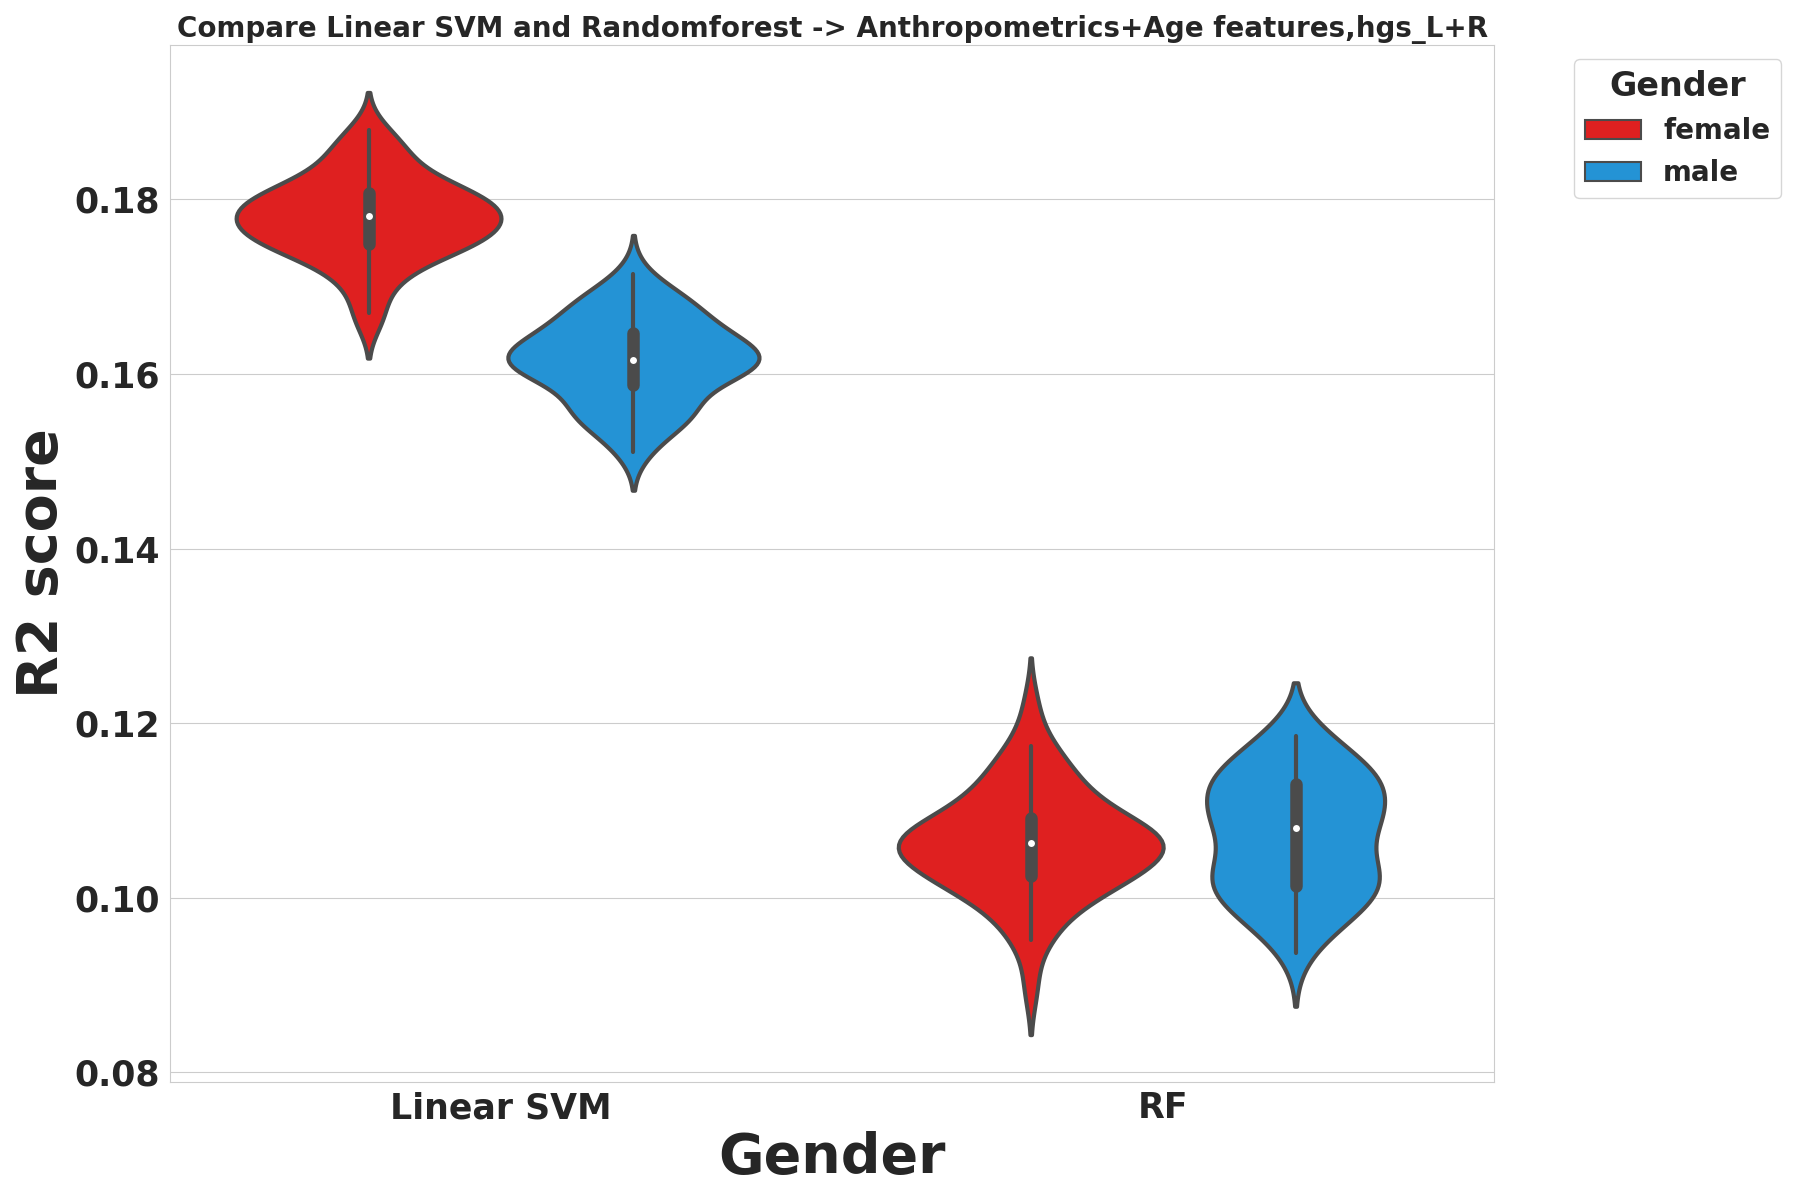 Compare Linear SVM and Randomforest -> Anthropometrics+Age features,hgs_L+R
Gender
female
male
R2 score
0.18
0.16
0.14
0.12
0.10
0.08
Linear SVM
RF
Gender